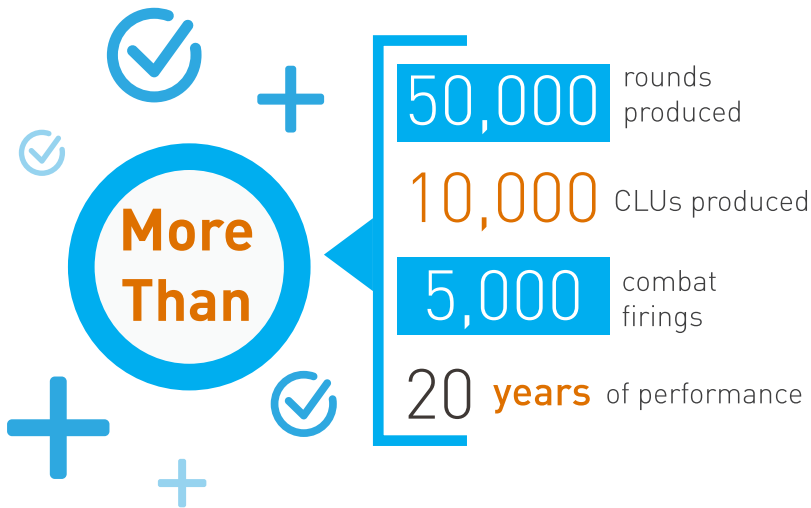 More
Than
50,000
rounds
produced
10,000 CLUs produced
5,000
combat
firings
20 years of performance